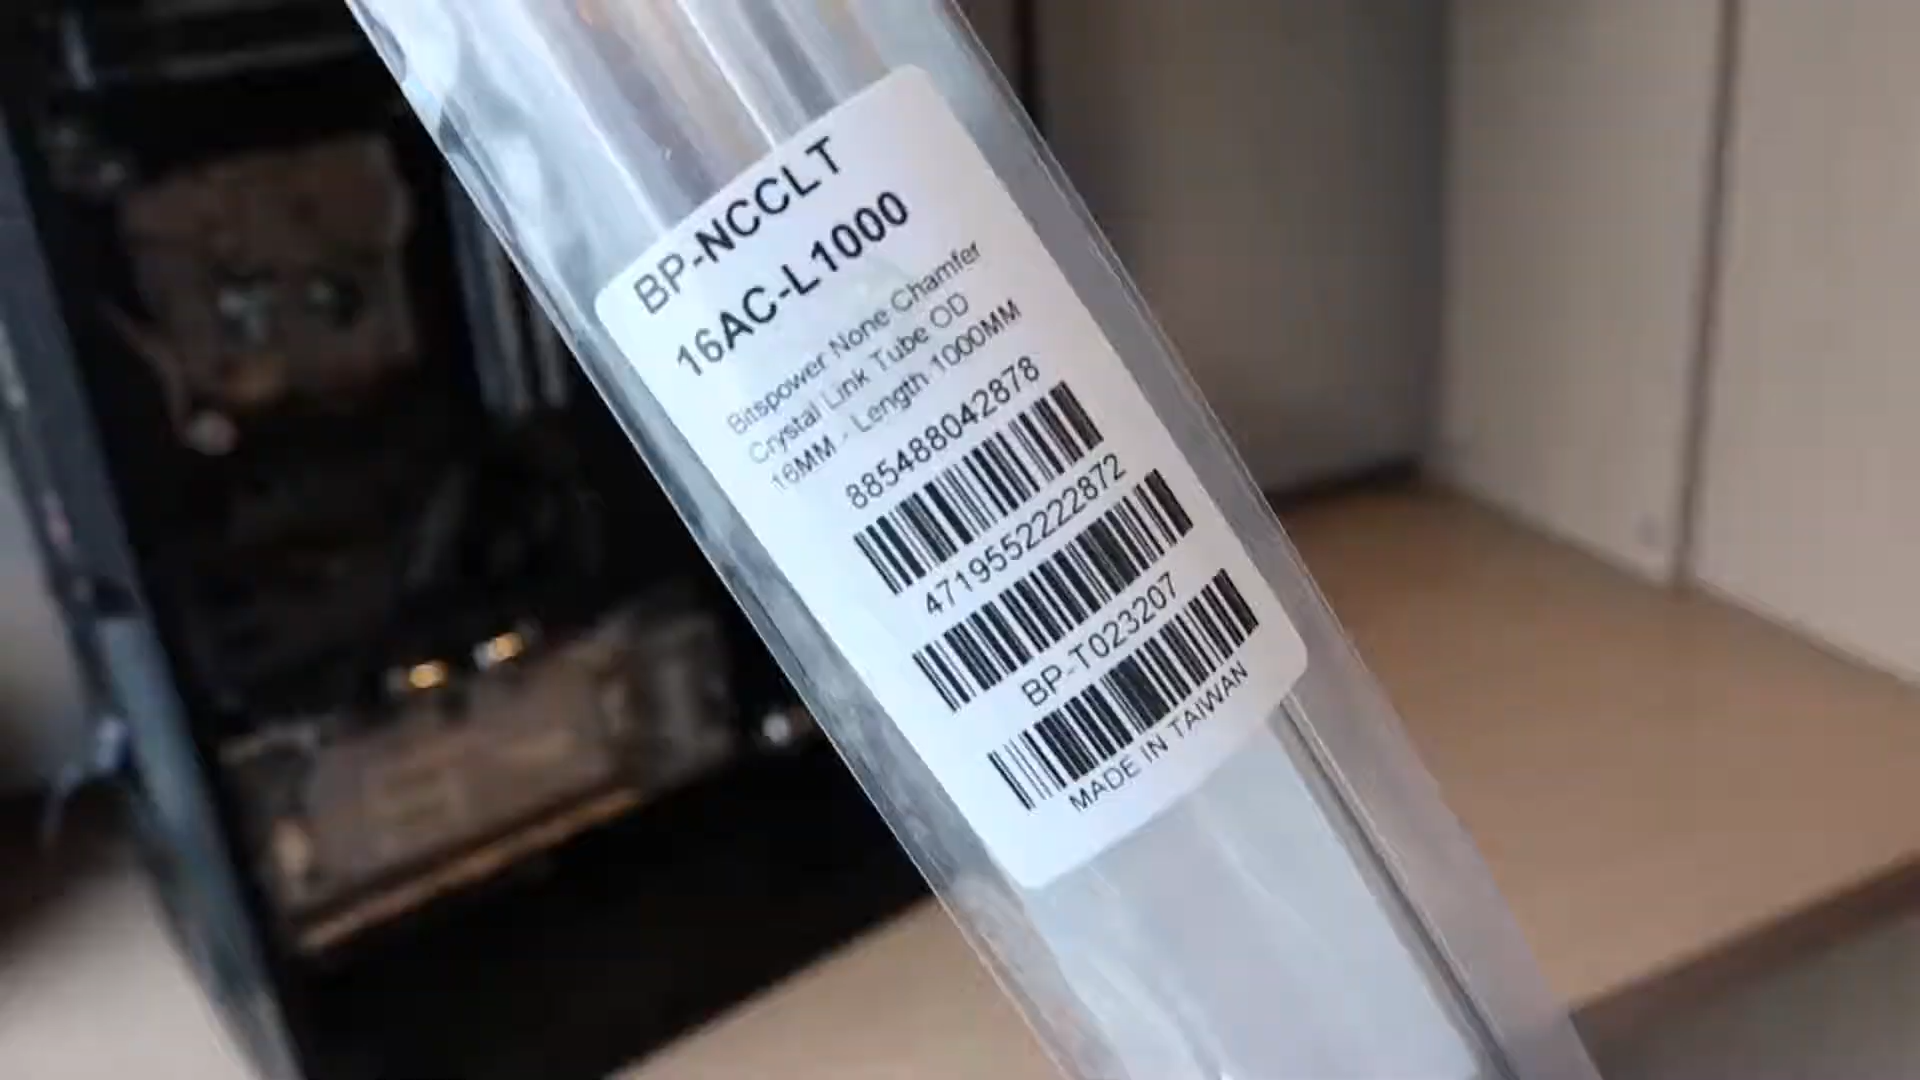 BP-NCCLT
16AC-L1000
Bitspower None Chamfer
Crystal Link Tube OD
16MM - Length 1000MM
8854880042878
4719552222872
BP-T023207
MADE IN TAIWAN